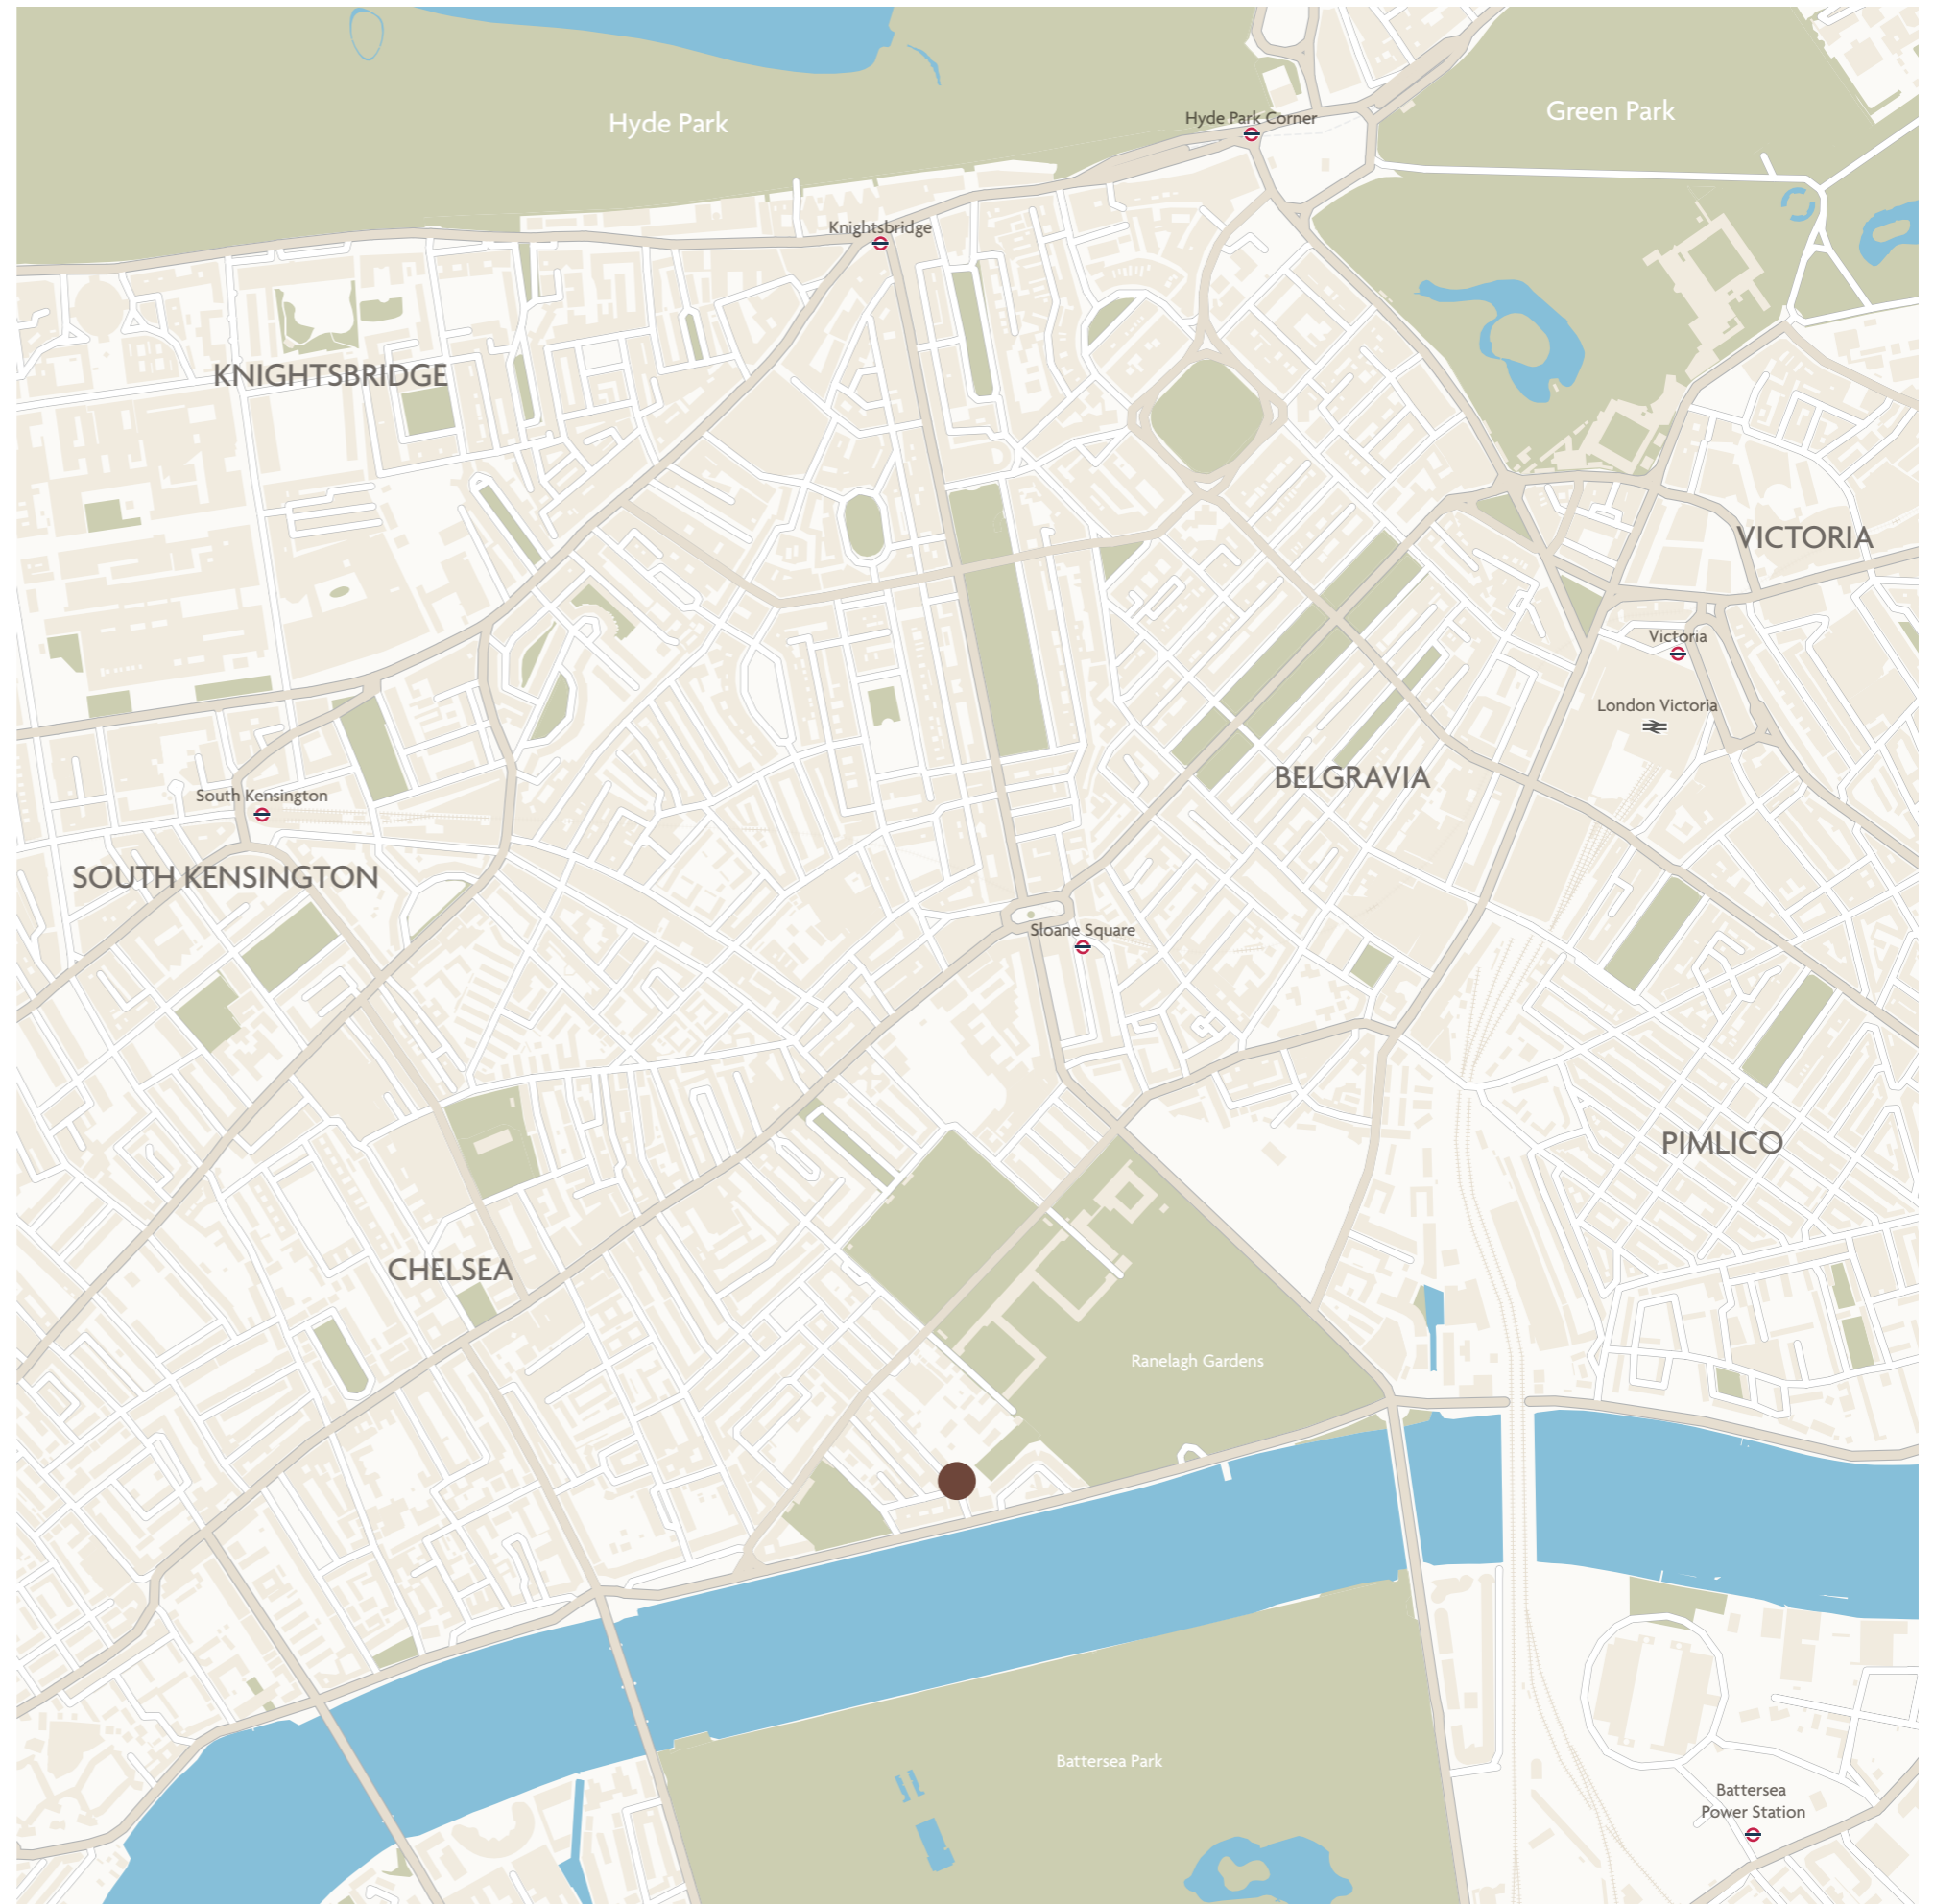 Green Park
Hyde Park
Hyde Park Corner
Knightsbridge
KNIGHTSBRIDGE
VICTORIA
Victoria
London Victoria
BELGRAVIA
South Kensington
SOUTH KENSINGTON
Sloane Square
PIMLICO
CHELSEA
Ranelagh Gardens
Battersea Park
Battersea
Power Station